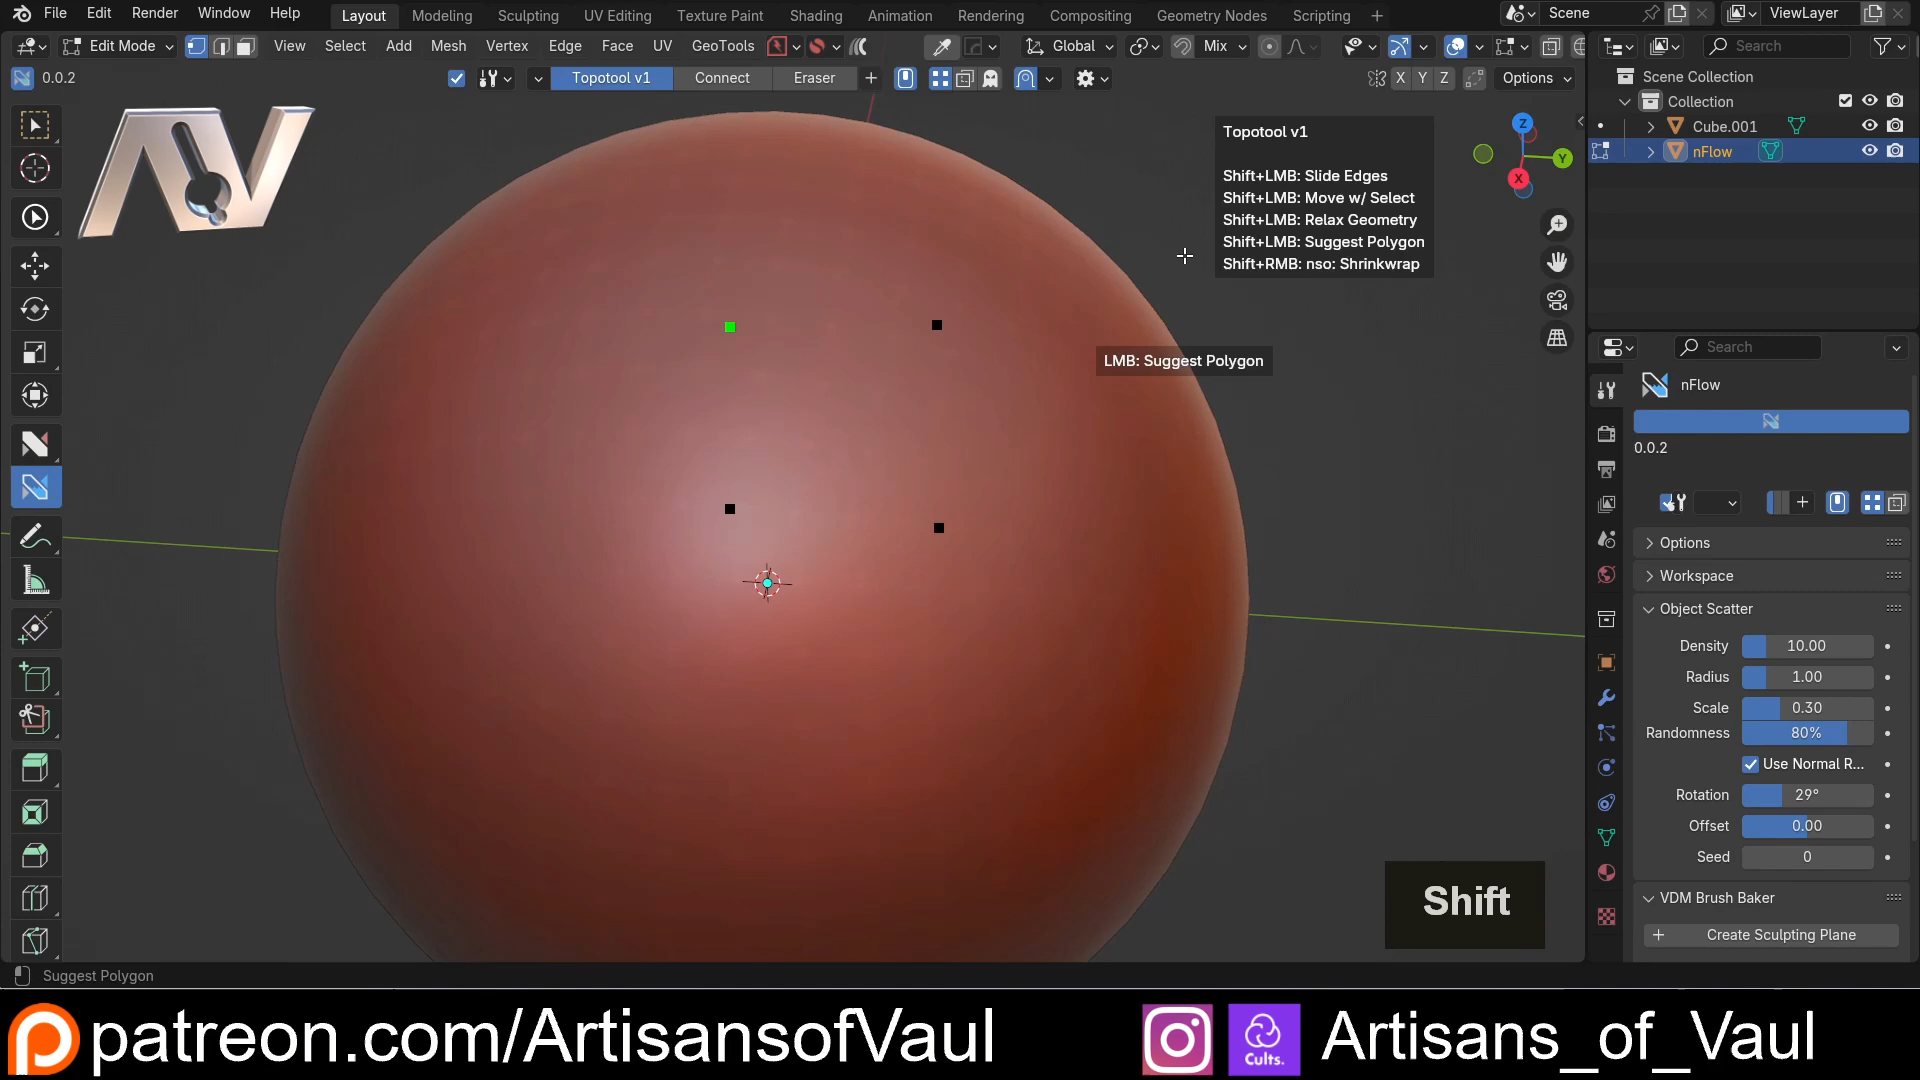 File Edit Render Window Help Layout Modeling Sculpting UV Editing Texture Paint Shading Animation Rendering Compositing Geometry Nodes Scripting + Scene ViewLayer
Edit Mode View Select Add Mesh Vertex Edge Face UV GeoTools Global Mix Search
0.0.2 Topotool v1 Connect Eraser + X Y Z Options
Scene Collection
Collection
Cube.001
nFlow
AV
Topotool v1
Shift+LMB: Slide Edges
Shift+LMB: Move w/ Select
Shift+LMB: Relax Geometry
Shift+LMB: Suggest Polygon
Shift+RMB: nso: Shrinkwrap
Z
Y
X
LMB: Suggest Polygon
Search
nFlow
0.0.2
Options
Workspace
Object Scatter
Density 10.00
Radius 1.00
Scale 0.30
Randomness 80%
Use Normal R...
Rotation 29°
Offset 0.00
Seed 0
VDM Brush Baker
+ Create Sculpting Plane
Shift
Suggest Polygon
patreon.com/ArtisansofVaul Cults. Artisans_of_Vaul